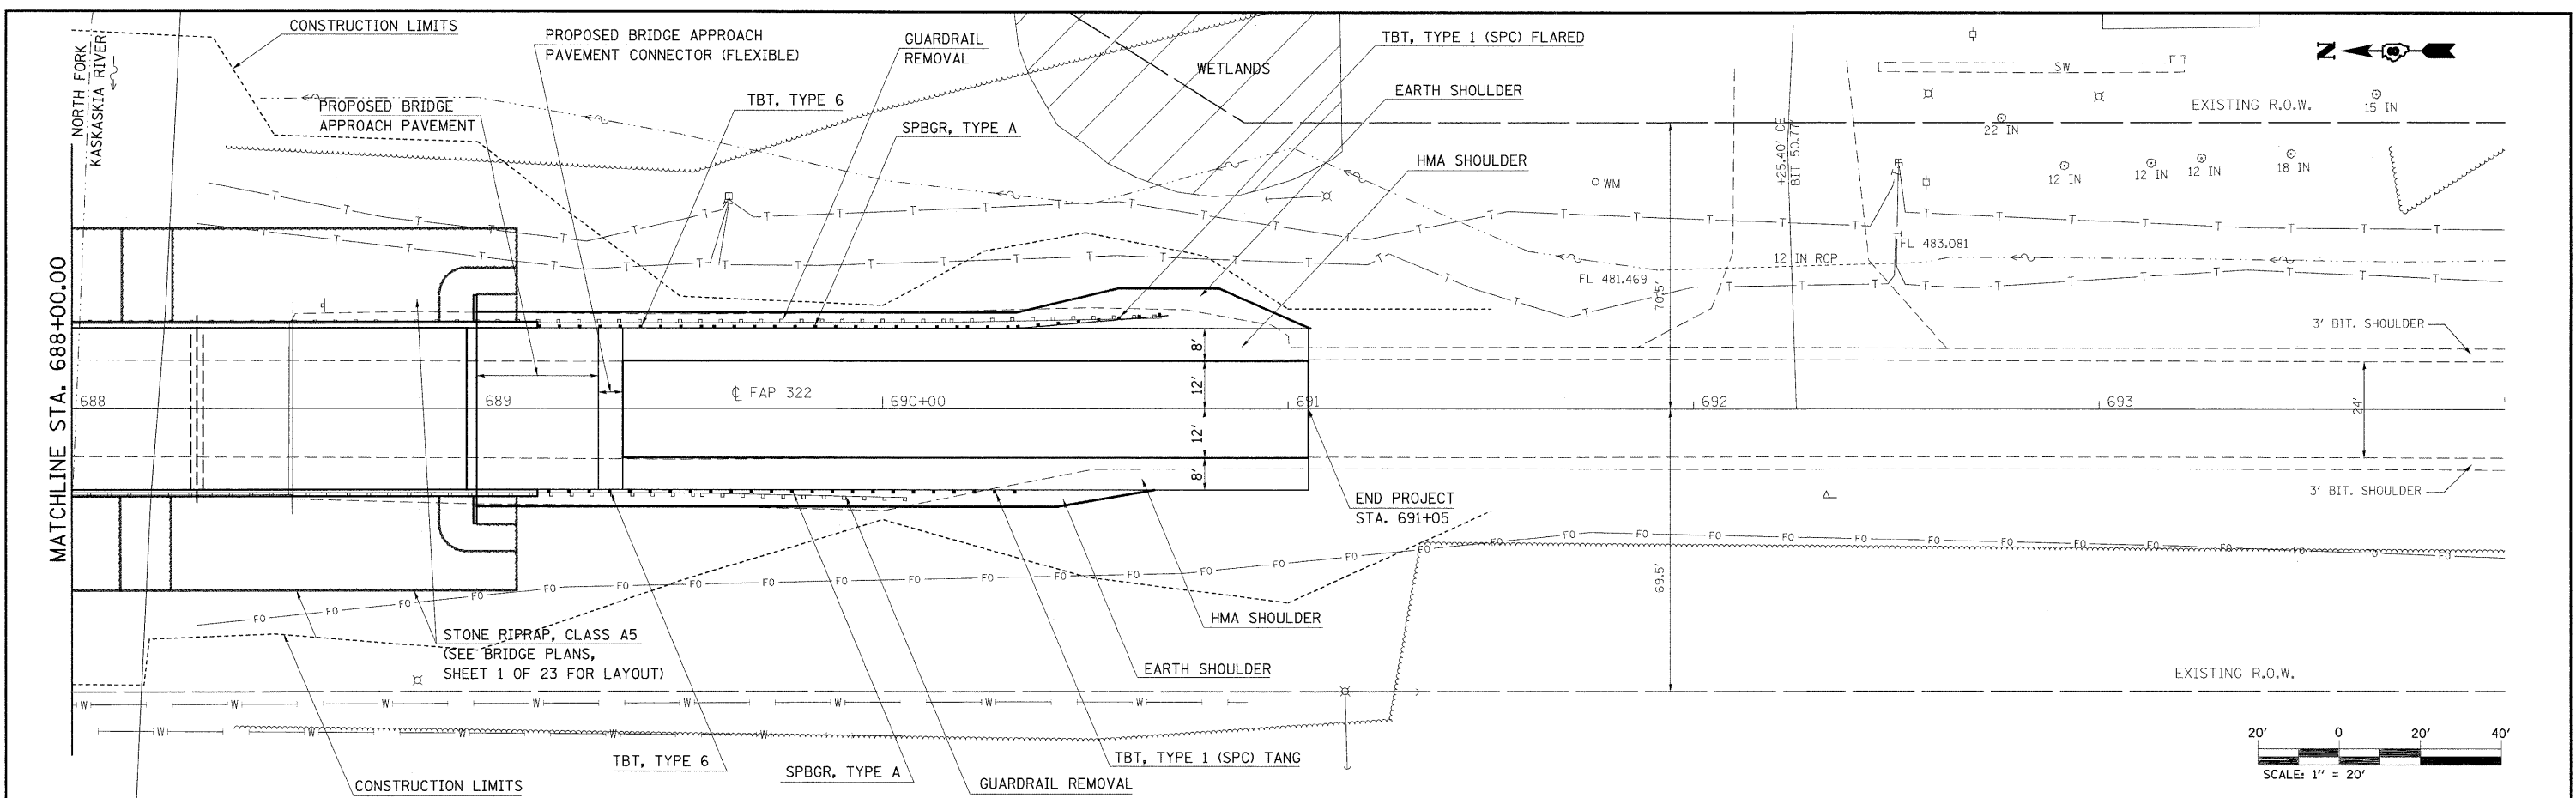 CONSTRUCTION LIMITS
NORTH FORK
KASKASKIA RIVER
PROPOSED BRIDGE APPROACH
PAVEMENT CONNECTOR (FLEXIBLE)
GUARDRAIL
REMOVAL
TBT, TYPE 1 (SPC) FLARED
WETLANDS
EARTH SHOULDER
PROPOSED BRIDGE
APPROACH PAVEMENT
TBT, TYPE 6
SPBGR, TYPE A
HMA SHOULDER
N
SW
EXISTING R.O.W.
15 IN
22 IN
12 IN
12 IN
12 IN
18 IN
+25.40' CE
BIT 50.77'
WM
FL 483.081
12 IN RCP
FL 481.469
70.5'
3' BIT. SHOULDER
MATCHLINE STA. 688+00.00
8'
12'
12'
8'
℄ FAP 322
688
689
690+00
691
692
693
24'
3' BIT. SHOULDER
END PROJECT
STA. 691+05
69.5'
T T T T T T T
FO FO FO FO FO FO
HMA SHOULDER
EARTH SHOULDER
STONE RIPRAP, CLASS A5
(SEE BRIDGE PLANS,
SHEET 1 OF 23 FOR LAYOUT)
EXISTING R.O.W.
W W W W W W W W
W W W W W
TBT, TYPE 6
SPBGR, TYPE A
TBT, TYPE 1 (SPC) TANG
GUARDRAIL REMOVAL
CONSTRUCTION LIMITS
20' 0 20' 40'
SCALE: 1" = 20'